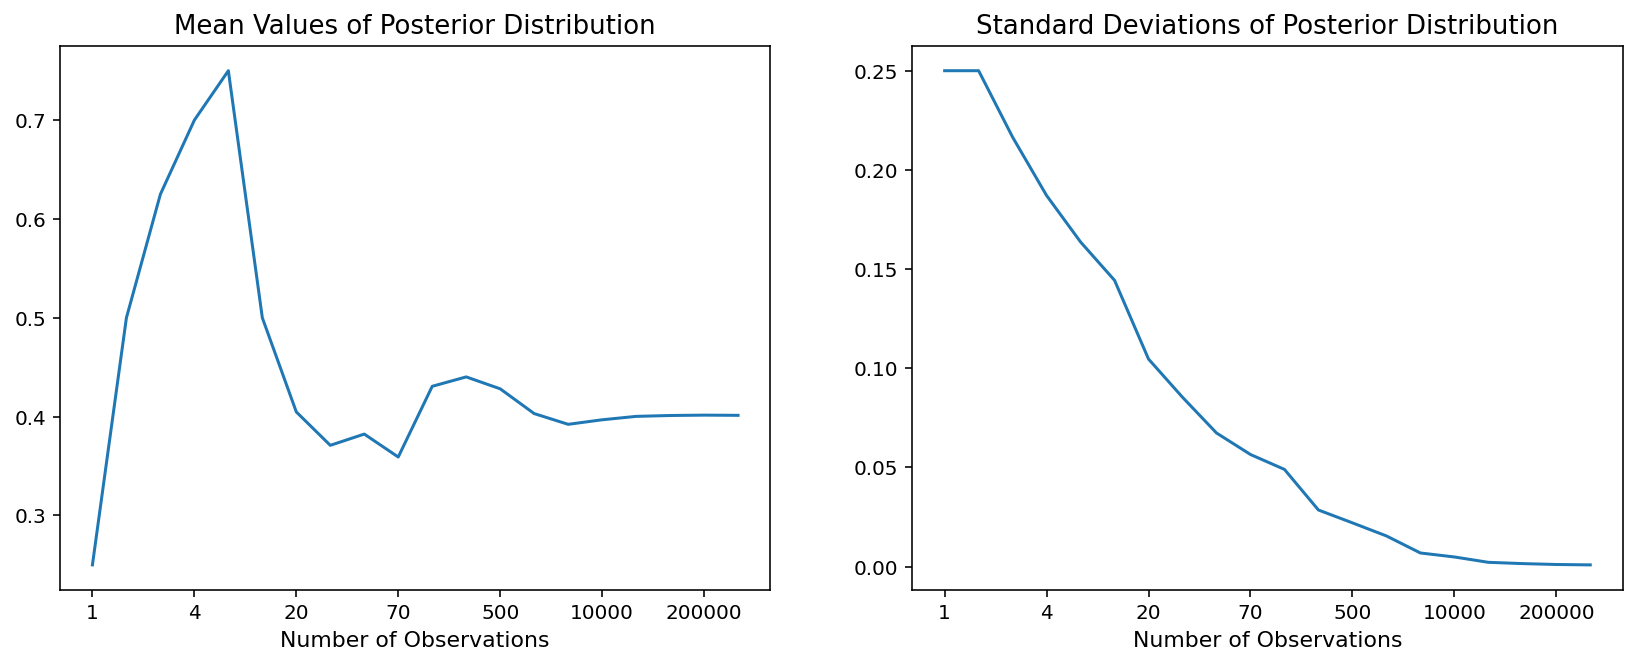 Mean Values of Posterior Distribution
0.7
0.6
0.5
0.4
0.3
1 4 20 70 500 10000 200000
Number of Observations
Standard Deviations of Posterior Distribution
0.25
0.20
0.15
0.10
0.05
0.00
1 4 20 70 500 10000 200000
Number of Observations